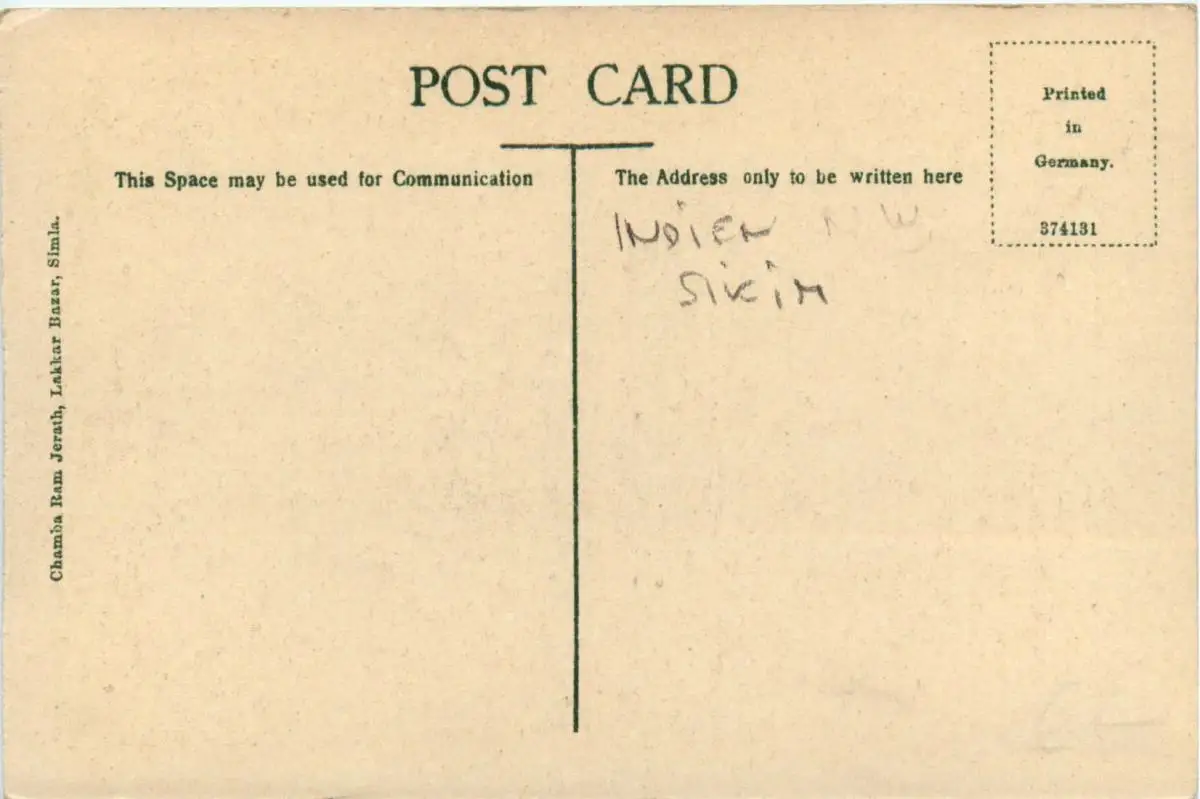 POST CARD
This Space may be used for Communication
The Address only to be written here
Printed
in
Germany.
374131
INDIEN
SIKIM
Chamba Ram Jerath, Lakkar Bazar, Simla.